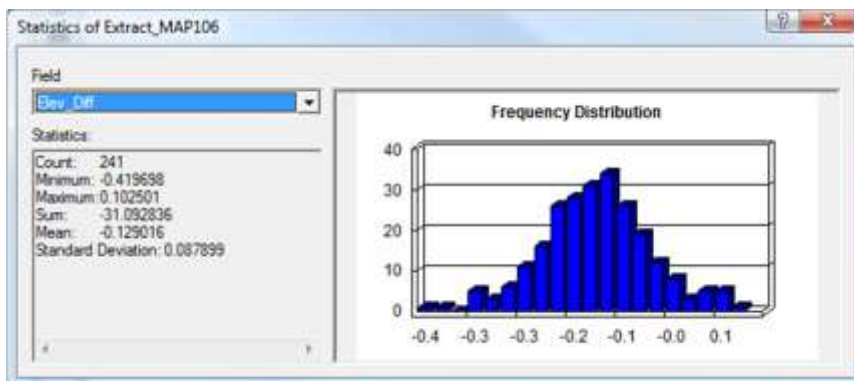 Statistics of Extract_MAP106
Field
Elev_Diff
Statistics:
Count: 241
Minimum: -0.419698
Maximum: 0.102501
Sum: -31.092836
Mean: -0.129016
Standard Deviation: 0.087899
Frequency Distribution
40
30
20
10
0
-0.4 -0.3 -0.3 -0.2 -0.1 -0.0 0.1